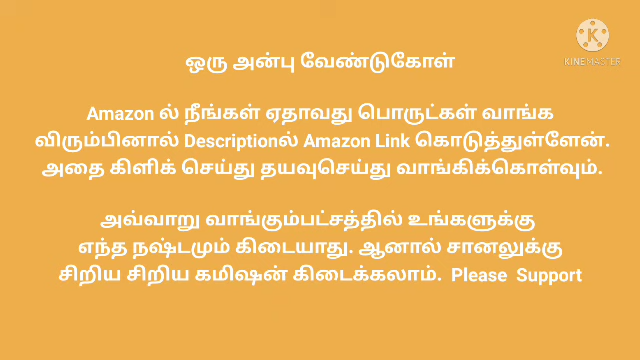 ஒரு அன்பு வேண்டுகோள்
KINEMASTER
Amazon ல் நீங்கள் ஏதாவது பொருட்கள் வாங்க
விரும்பினால் Descriptionல் Amazon Link கொடுத்துள்ளேன்.
அதை கிளிக் செய்து தயவுசெய்து வாங்கிக்கொள்வும்.
அவ்வாறு வாங்கும்பட்சத்தில் உங்களுக்கு
எந்த நஷ்டமும் கிடையாது. ஆனால் சானலுக்கு
சிறிய சிறிய கமிஷன் கிடைக்கலாம். Please Support